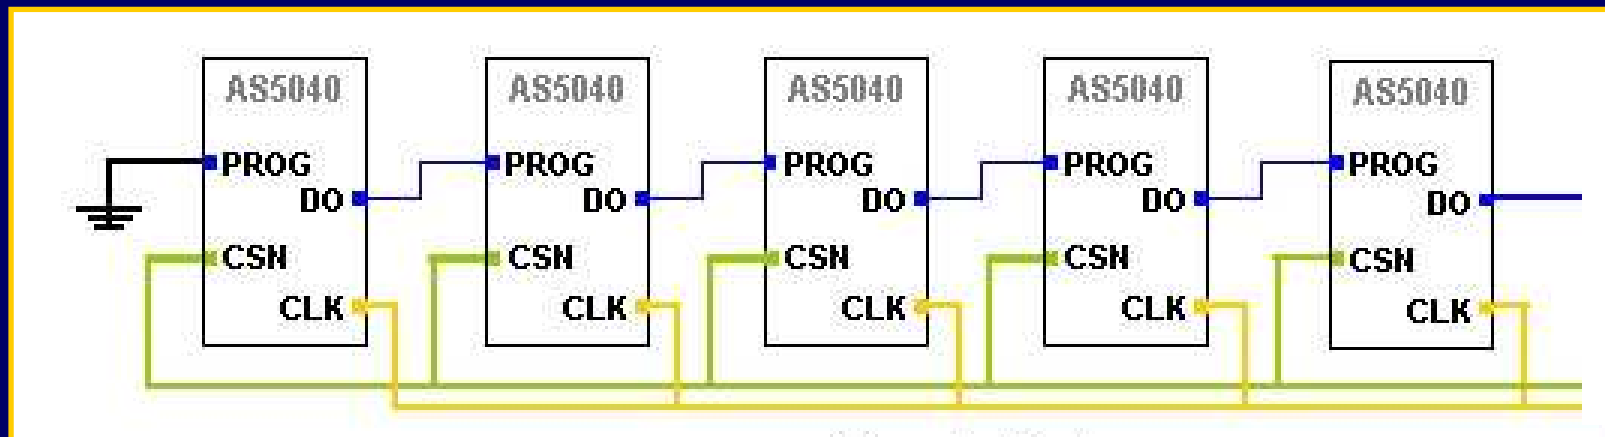 AS5040 AS5040 AS5040 AS5040 AS5040
PROG PROG PROG PROG PROG
DO DO DO DO DO
CSN CSN CSN CSN CSN
CLK CLK CLK CLK CLK